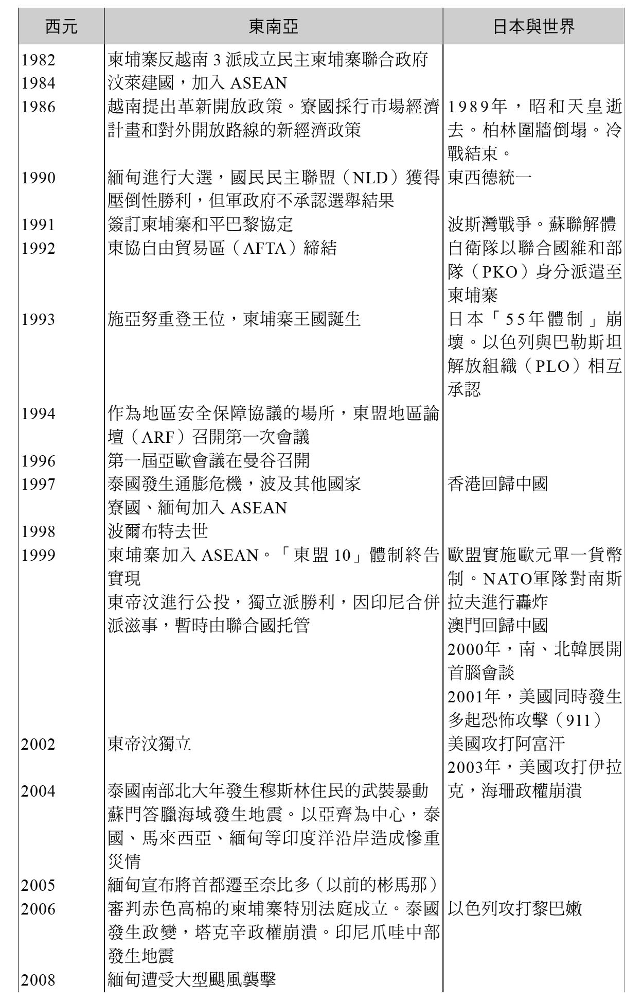 西元 東南亞 日本與世界
1982 柬埔寨反越南 3 派成立民主柬埔寨聯合政府
1984 汶萊建國，加入 ASEAN
1986 越南提出革新開放政策。寮國採行市場經濟 1989年，昭和天皇逝
計畫和對外開放路線的新經濟政策 去。柏林圍牆倒塌。冷
戰結束。
1990 緬甸進行大選，國民民主聯盟（NLD）獲得 東西德統一
壓倒性勝利，但軍政府不承認選舉結果
1991 簽訂柬埔寨和平巴黎協定 波斯灣戰爭。蘇聯解體
1992 東協自由貿易區（AFTA）締結 自衛隊以聯合國維和部
隊（PKO）身分派遣至
柬埔寨
1993 施亞努重登王位，柬埔寨王國誕生 日本「55年體制」崩
壞。以色列與巴勒斯坦
解放組織（PLO）相互
承認
1994 作為地區安全保障協議的場所，東盟地區論
壇（ARF）召開第一次會議
1996 第一屆亞歐會議在曼谷召開
1997 泰國發生通膨危機，波及其他國家 香港回歸中國
寮國、緬甸加入 ASEAN
1998 波爾布特去世
1999 柬埔寨加入 ASEAN。「東盟 10」體制終告 歐盟實施歐元單一貨幣
實現 制。NATO軍隊對南斯
東帝汶進行公投，獨立派勝利，因印尼合併 拉夫進行轟炸
派滋事，暫時由聯合國托管 澳門回歸中國
2000年，南、北韓展開
首腦會談
2001年，美國同時發生
多起恐怖攻擊（911）
2002 東帝汶獨立 美國攻打阿富汗
2003年，美國攻打伊拉
2004 泰國南部北大年發生穆斯林住民的武裝暴動 克，海珊政權崩潰
蘇門答臘海域發生地震。以亞齊為中心，泰
國、馬來西亞、緬甸等印度洋沿岸造成慘重
災情
2005 緬甸宣布將首都遷至奈比多（以前的彬馬那）
2006 審判赤色高棉的柬埔寨特別法庭成立。泰國 以色列攻打黎巴嫩
發生政變，塔克辛政權崩潰。印尼爪哇中部
發生地震
2008 緬甸遭受大型颶風襲擊